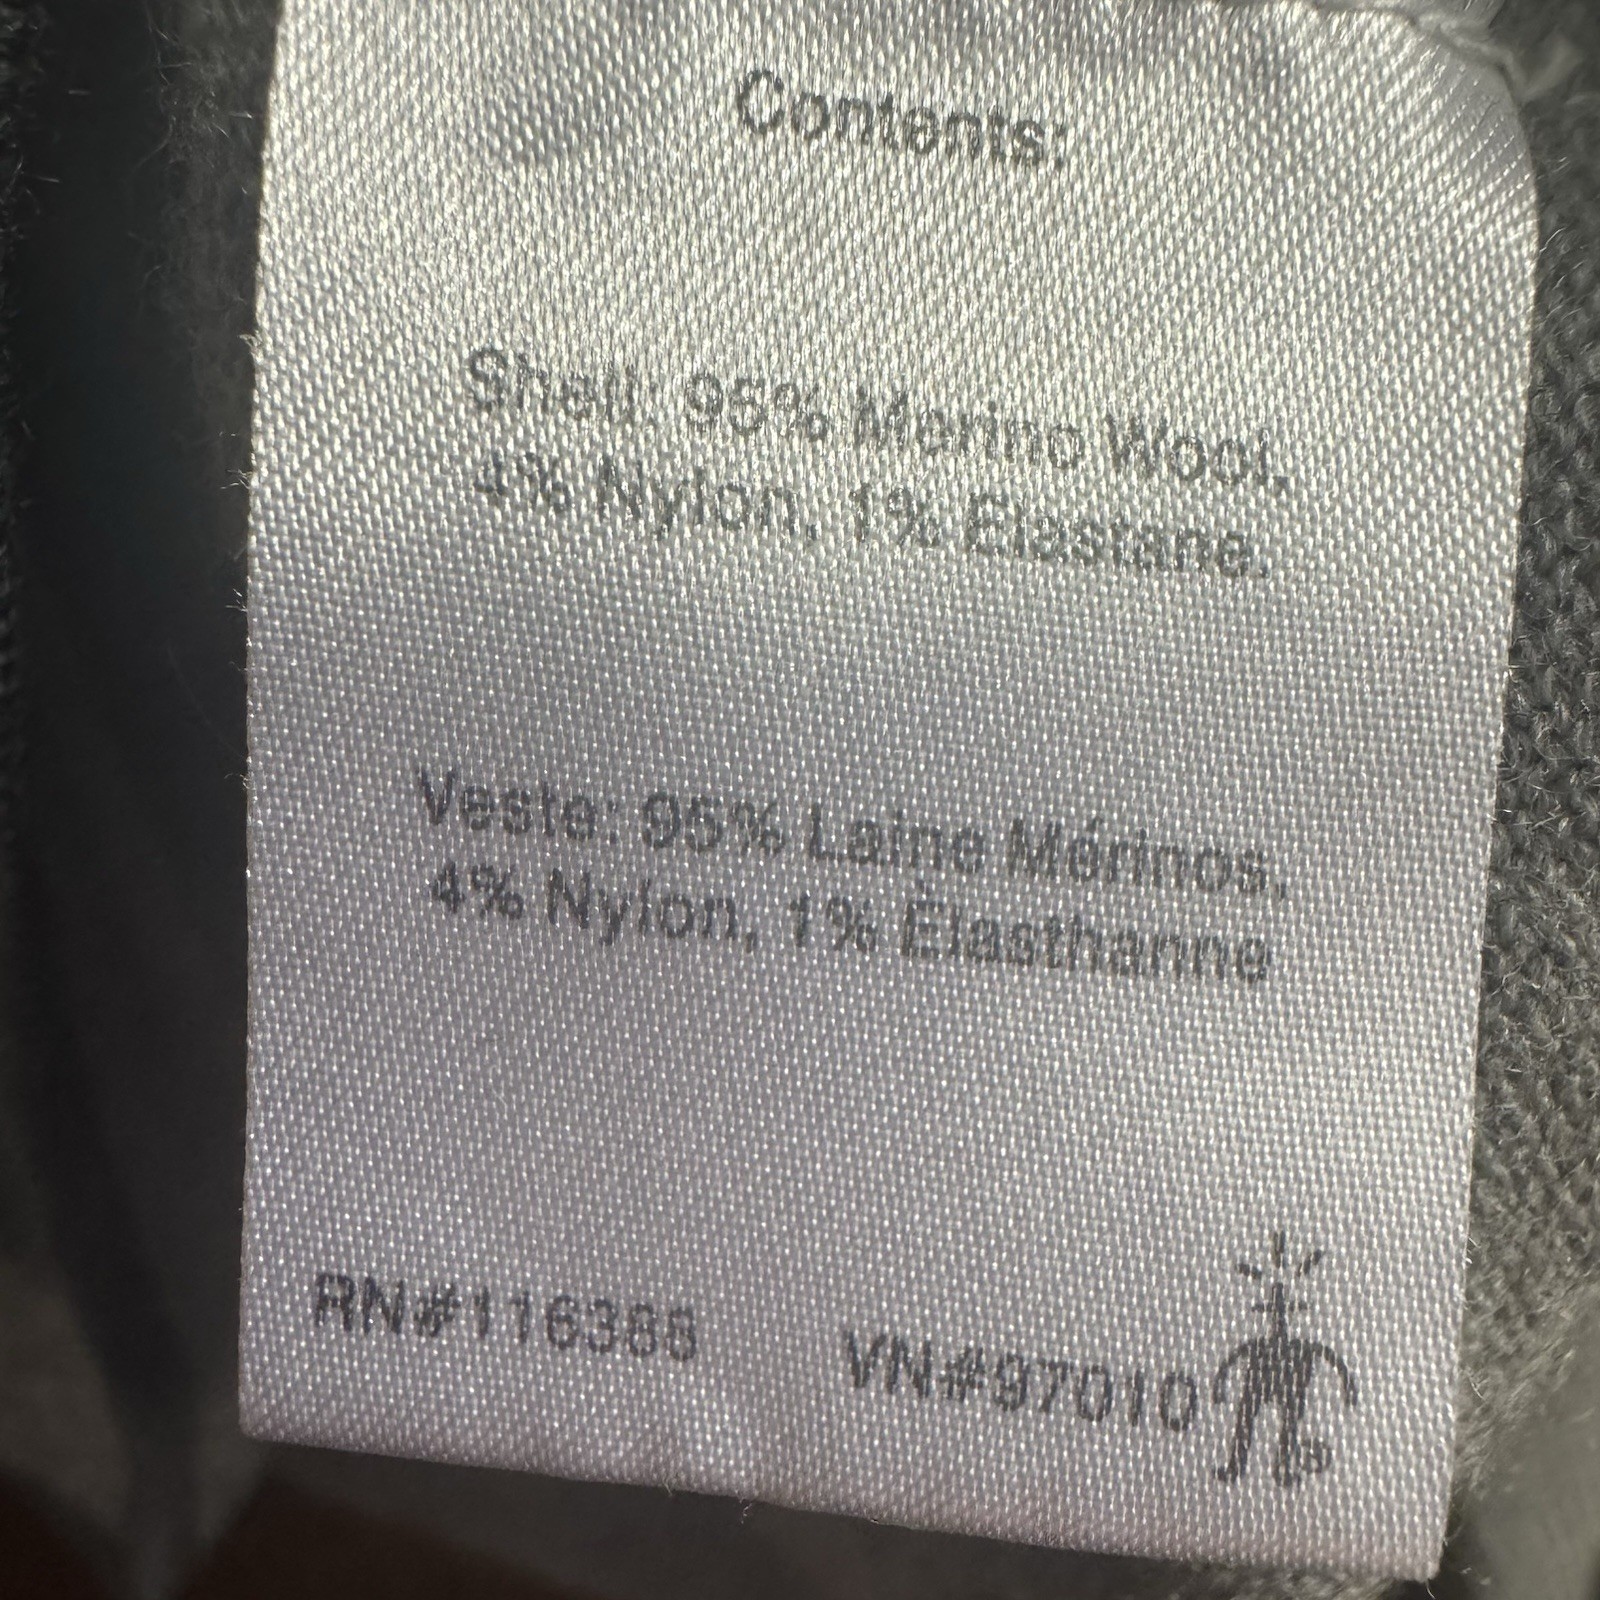 Contents:
Shell: 95% Merino Wool,
4% Nylon, 1% Elastane.
Veste: 95% Laine Mérinos,
4% Nylon, 1% Élasthanne
RN#116388
VN#97010